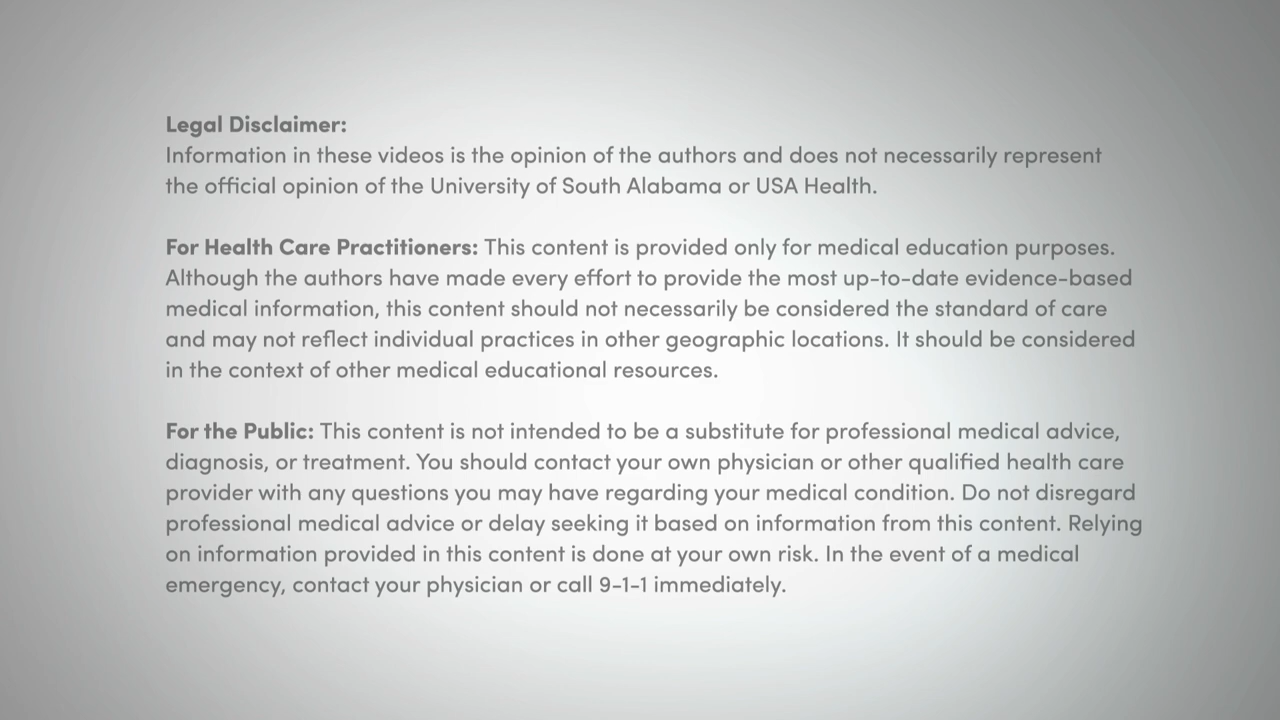 Legal Disclaimer:
Information in these videos is the opinion of the authors and does not necessarily represent
the official opinion of the University of South Alabama or USA Health.
For Health Care Practitioners: This content is provided only for medical education purposes.
Although the authors have made every effort to provide the most up-to-date evidence-based
medical information, this content should not necessarily be considered the standard of care
and may not reflect individual practices in other geographic locations. It should be considered
in the context of other medical educational resources.
For the Public: This content is not intended to be a substitute for professional medical advice,
diagnosis, or treatment. You should contact your own physician or other qualified health care
provider with any questions you may have regarding your medical condition. Do not disregard
professional medical advice or delay seeking it based on information from this content. Relying
on information provided in this content is done at your own risk. In the event of a medical
emergency, contact your physician or call 9-1-1 immediately.